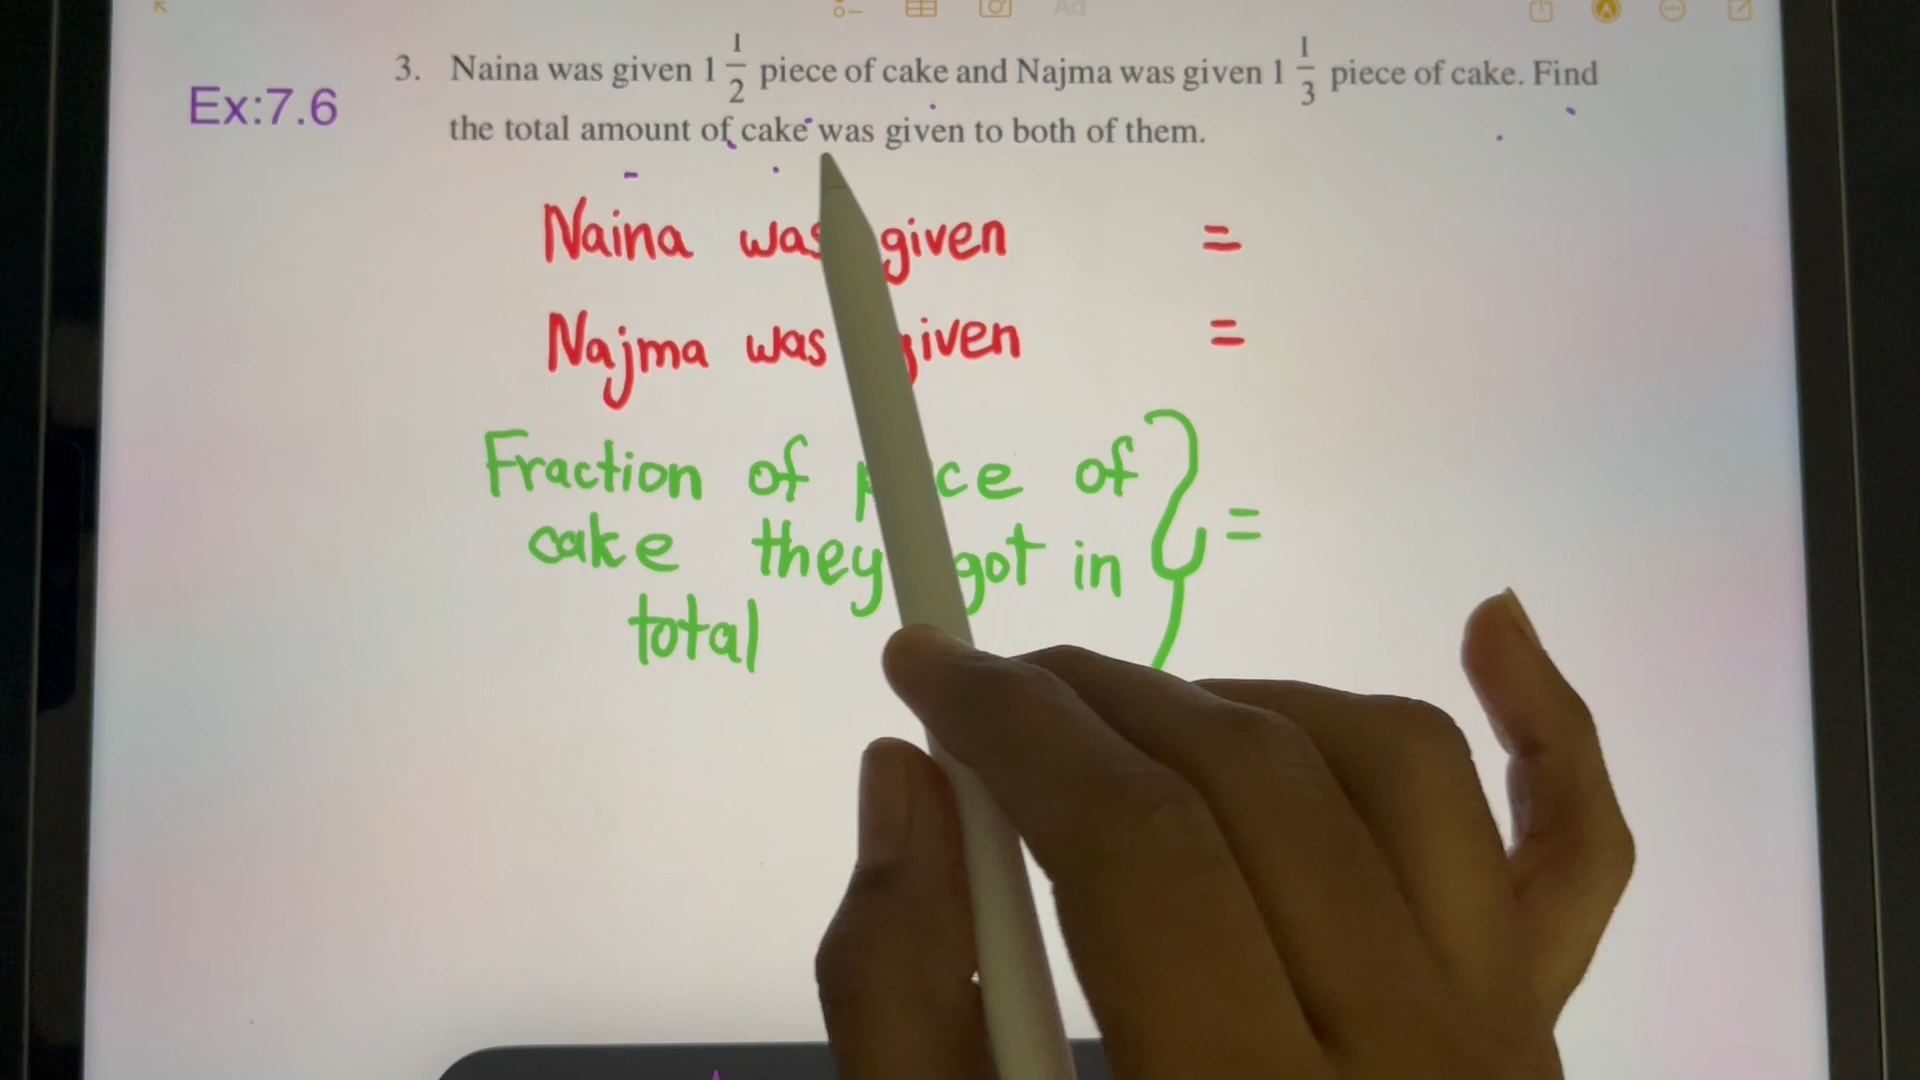 3. Naina was given 1 1/2 piece of cake and Najma was given 1 1/3 piece of cake. Find
Ex:7.6
the total amount of cake was given to both of them.
Naina was given =
Najma was given =
Fraction of of
cake they got in =
total